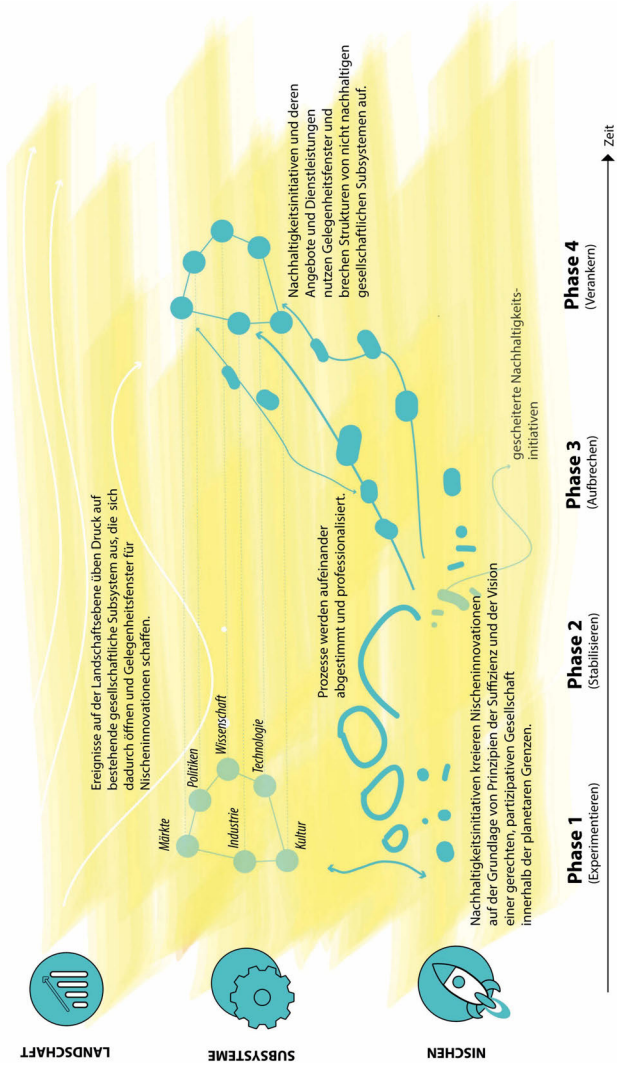 LANDSCHAFT
Ereignisse auf der Landschaftsebene üben Druck auf
bestehende gesellschaftliche Subsystem aus, die sich
dadurch öffnen und Gelegenheitsfenster für
Nischeninnovationen schaffen.
SUBSYSTEME
Märkte
Politiken
Wissenschaft
Industrie
Technologie
Kultur
Nachhaltigkeitsinitiativen und deren
Angebote und Dienstleistungen
nutzen Gelegenheitsfenster und
brechen Strukturen von nicht nachhaltigen
gesellschaftlichen Subsystemen auf.
Prozesse werden aufeinander
abgestimmt und professionalisiert.
NISCHEN
Nachhaltigkeitsinitiativen kreieren Nischeninnovationen
auf der Grundlage von Prinzipien der Suffizienz und der Vision
einer gerechten, partizipativen Gesellschaft
innerhalb der planetaren Grenzen.
gescheiterte Nachhaltigkeits-
initiativen
Phase 1
(Experimentieren)
Phase 2
(Stabilisieren)
Phase 3
(Aufbrechen)
Phase 4
(Verankern)
Zeit